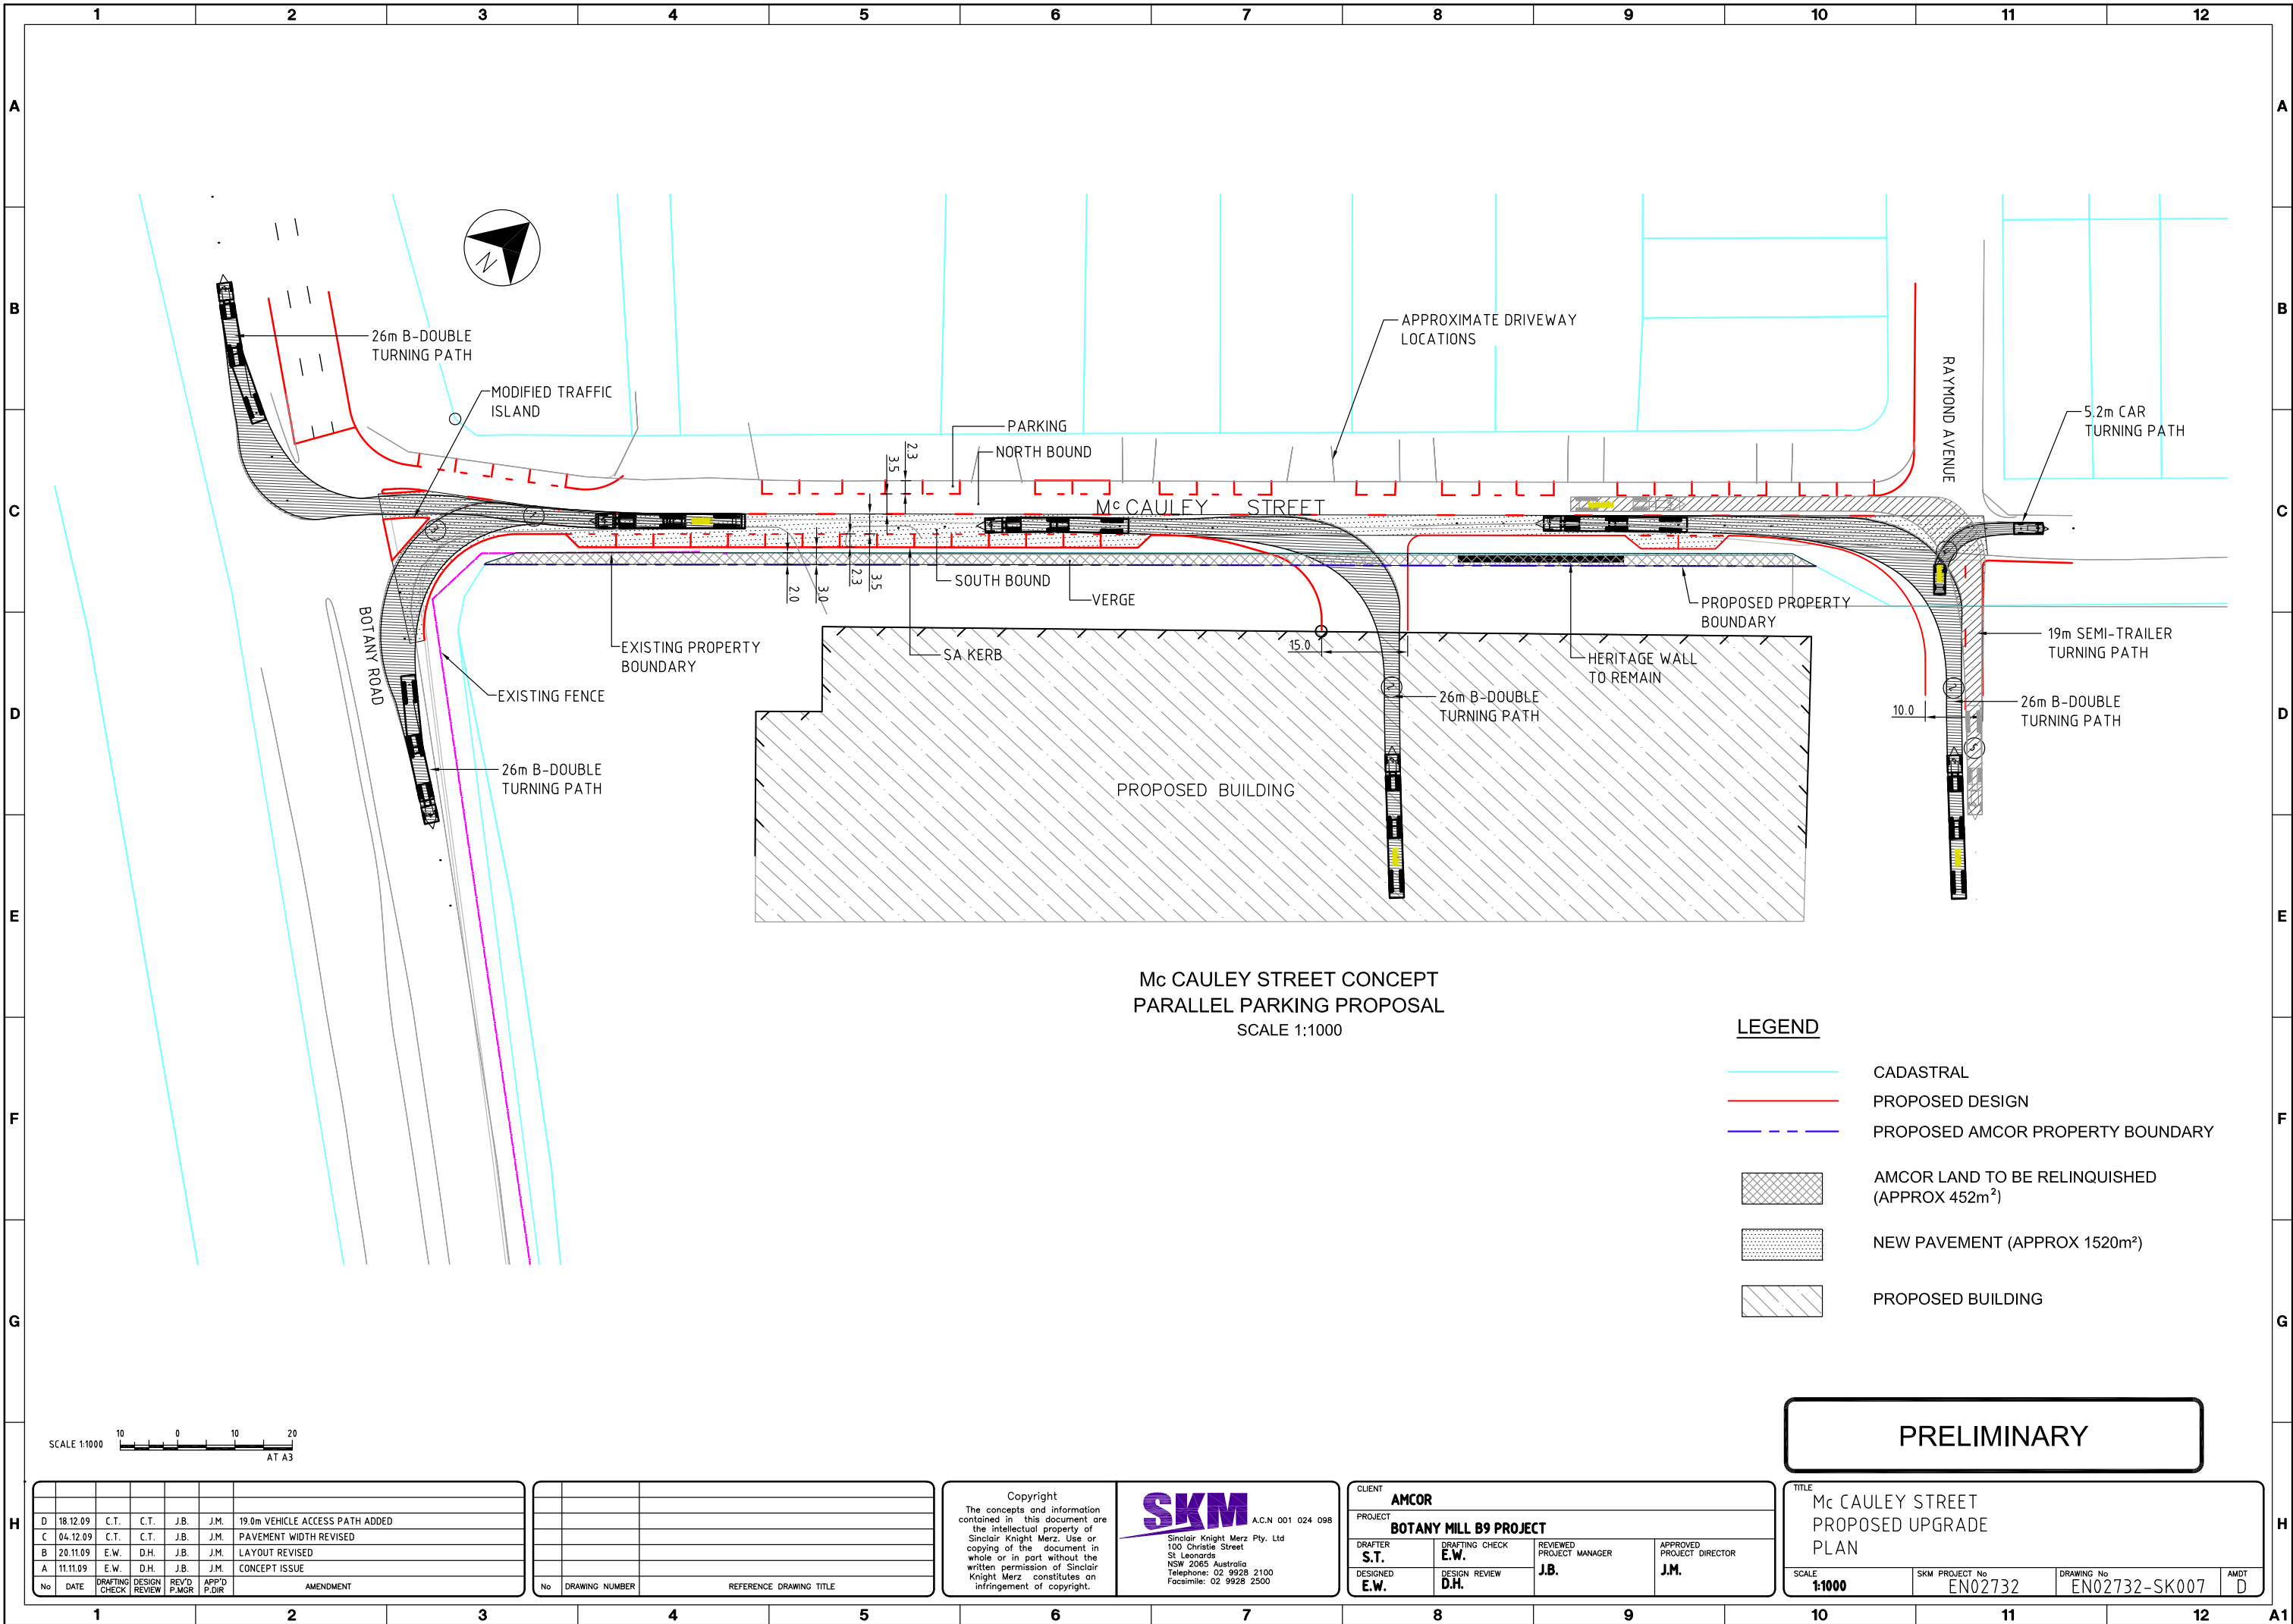 1 2 3 4 5 6 7 8 9 10 11 12
A A
B B
C C
D D
E E
F F
G G
H H
N
26m B-DOUBLE
TURNING PATH
MODIFIED TRAFFIC
ISLAND
APPROXIMATE DRIVEWAY
LOCATIONS
RAYMOND AVENUE
5.2m CAR
TURNING PATH
PARKING
NORTH BOUND
2.3
3.5
Mc CAULEY STREET
SOUTH BOUND
2.0
3.0
2.3
3.5
VERGE
EXISTING PROPERTY
BOUNDARY
SA KERB
BOTANY ROAD
EXISTING FENCE
15.0
HERITAGE WALL
TO REMAIN
PROPOSED PROPERTY
BOUNDARY
19m SEMI-TRAILER
TURNING PATH
26m B-DOUBLE
TURNING PATH
10.0
26m B-DOUBLE
TURNING PATH
26m B-DOUBLE
TURNING PATH
PROPOSED BUILDING
Mc CAULEY STREET CONCEPT
PARALLEL PARKING PROPOSAL
SCALE 1:1000
LEGEND
CADASTRAL
PROPOSED DESIGN
PROPOSED AMCOR PROPERTY BOUNDARY
AMCOR LAND TO BE RELINQUISHED
(APPROX 452m²)
NEW PAVEMENT (APPROX 1520m²)
PROPOSED BUILDING
PRELIMINARY
SCALE 1:1000 10 0 10 20
AT A3
D 18.12.09 C.T. C.T. J.B. J.M. 19.0m VEHICLE ACCESS PATH ADDED
C 04.12.09 C.T. C.T. J.B. J.M. PAVEMENT WIDTH REVISED
B 20.11.09 E.W. D.H. J.B. J.M. LAYOUT REVISED
A 11.11.09 E.W. D.H. J.B. J.M. CONCEPT ISSUE
No DATE DRAFTING CHECK DESIGN REVIEW REV'D P.MGR APP'D P.DIR AMENDMENT
No DRAWING NUMBER REFERENCE DRAWING TITLE
Copyright
The concepts and information
contained in this document are
the intellectual property of
Sinclair Knight Merz. Use or
copying of the document in
whole or in part without the
written permission of Sinclair
Knight Merz constitutes an
infringement of copyright.
SKM A.C.N 001 024 098
Sinclair Knight Merz Pty. Ltd
100 Christie Street
St Leonards
NSW 2065 Australia
Telephone: 02 9928 2100
Facsimile: 02 9928 2500
CLIENT
AMCOR
PROJECT
BOTANY MILL B9 PROJECT
DRAFTER
S.T.
DRAFTING CHECK
E.W.
REVIEWED
PROJECT MANAGER
J.B.
APPROVED
PROJECT DIRECTOR
J.M.
DESIGNED
E.W.
DESIGN REVIEW
D.H.
TITLE
Mc CAULEY STREET
PROPOSED UPGRADE
PLAN
SCALE
1:1000
SKM PROJECT No
EN02732
DRAWING No
EN02732-SK007
AMDT
D
1 2 3 4 5 6 7 8 9 10 11 12 A1